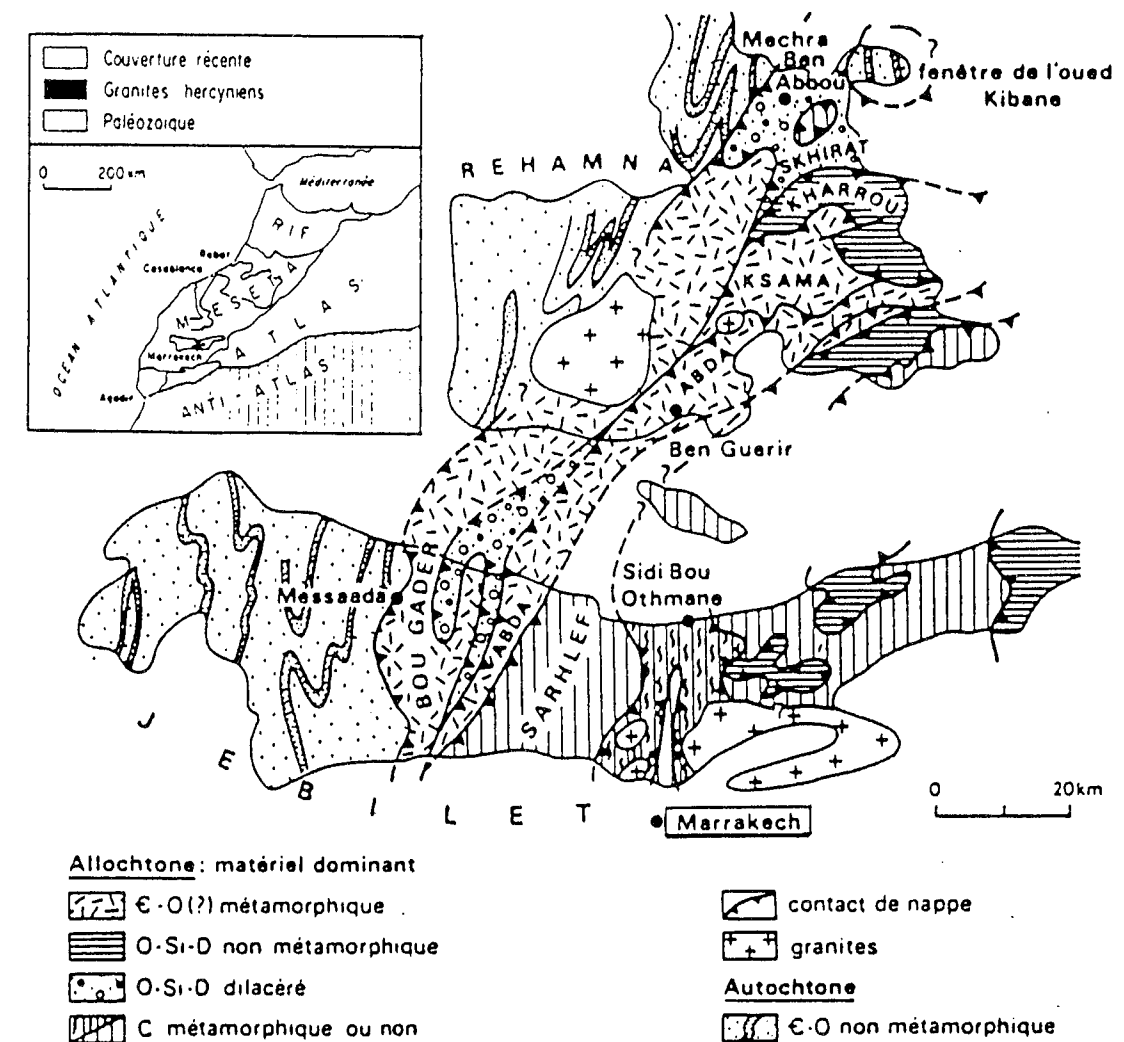 Couverture récente
Granites hercyniens
Paléozoïque
0 200 km
Méditerranée
OCEAN ATLANTIQUE
RIF
Rabat
Casablanca
MESETA
Marrakech
ATLAS
Agadir
ANTI-ATLAS
Mechra
Ben
Abbou
?
fenêtre de l'oued
Kibane
REHAMNA
SKHIRAT
KHARROU
?
KSAMA
ABDA
?
Ben Guerir
?
?
Messaada
BOU GADER
ABDA
SARHLEF
Sidi Bou
Othmane
JEBILET
Marrakech
0 20km
Allochtone: matériel dominant
Є-O(?) métamorphique
O-Si-D non métamorphique
O-Si-D dilacéré
C métamorphique ou non
contact de nappe
granites
Autochtone
Є-O non métamorphique